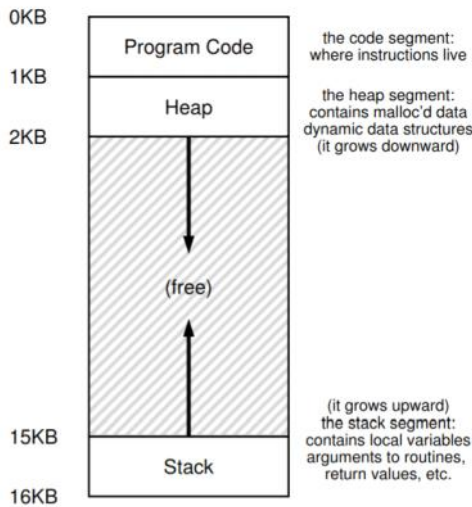 0KB
Program Code
the code segment:
where instructions live
1KB
Heap
the heap segment:
contains malloc'd data
dynamic data structures
(it grows downward)
2KB
(free)
(it grows upward)
the stack segment:
contains local variables
arguments to routines,
return values, etc.
15KB
Stack
16KB